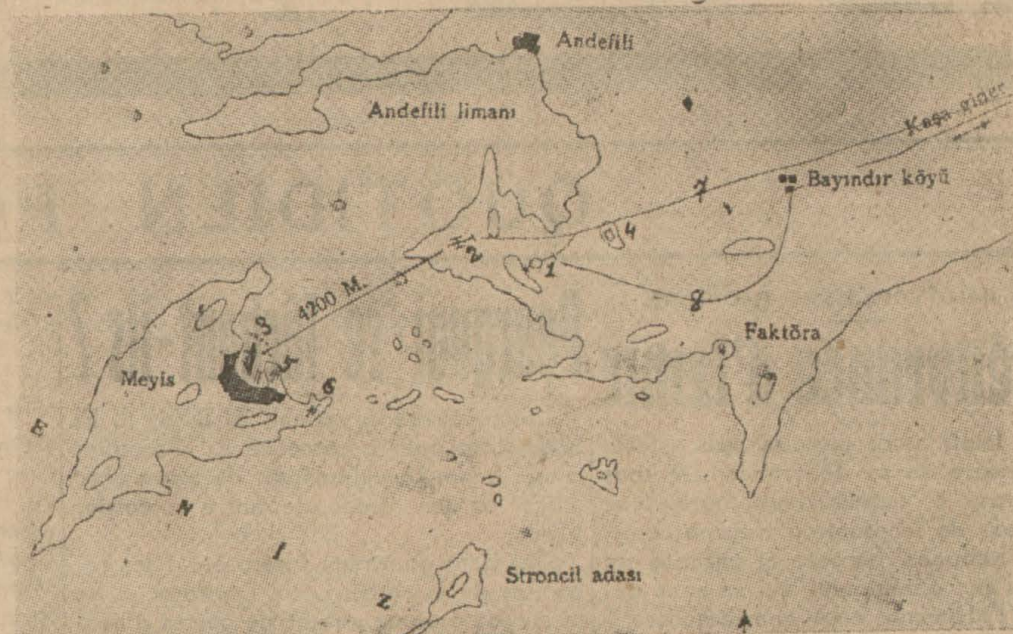 Andefili
Andefili limanı
Kaşa gider
Bayındır köyü
7
4
2
1
4200 M.
8
3
Faktöra
Meyis
5
6
E
N
İ
Z
Stroncil adası